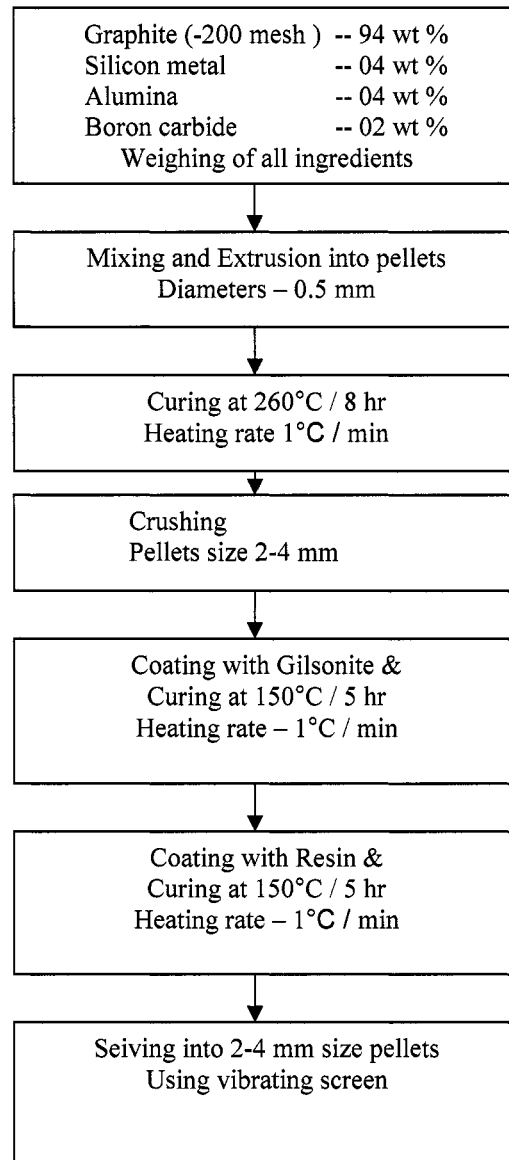 Graphite (-200 mesh ) -- 94 wt %
Silicon metal -- 04 wt %
Alumina -- 04 wt %
Boron carbide -- 02 wt %
Weighing of all ingredients
Mixing and Extrusion into pellets
Diameters – 0.5 mm
Curing at 260°C / 8 hr
Heating rate 1°C / min
Crushing
Pellets size 2-4 mm
Coating with Gilsonite &
Curing at 150°C / 5 hr
Heating rate – 1°C / min
Coating with Resin &
Curing at 150°C / 5 hr
Heating rate – 1°C / min
Seiving into 2-4 mm size pellets
Using vibrating screen